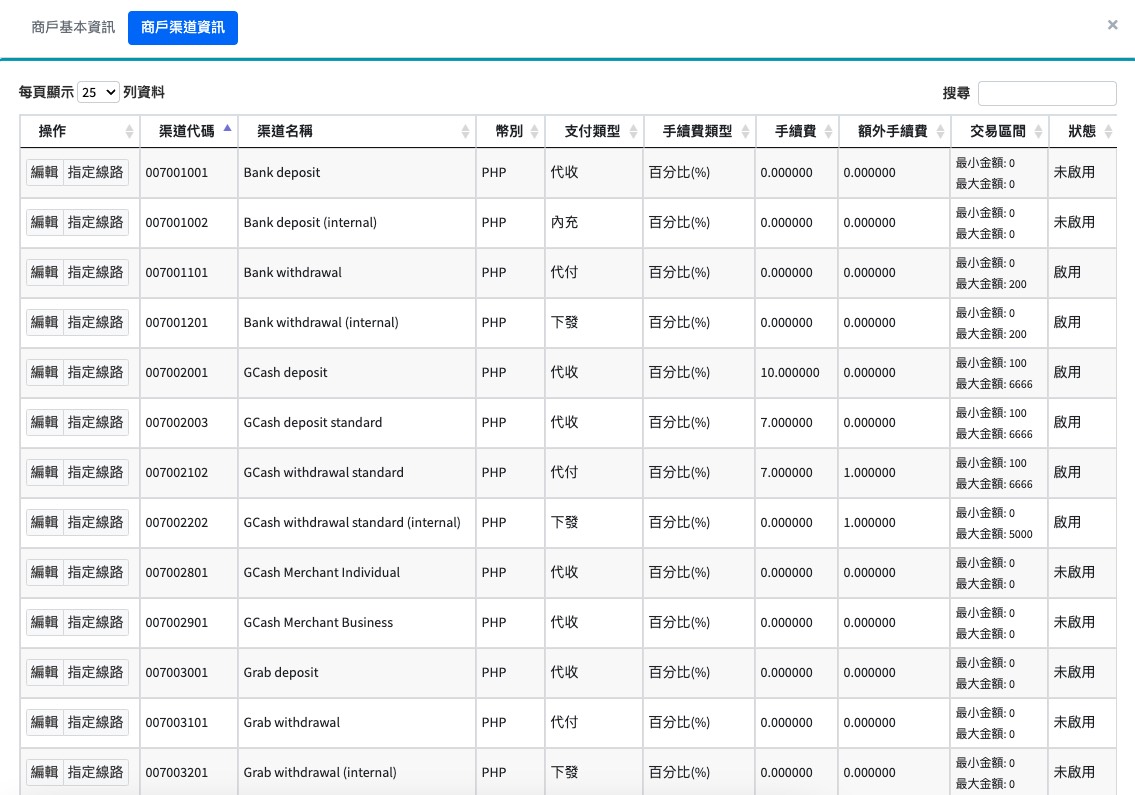 商戶基本資訊 商戶渠道資訊 ×
每頁顯示 25 列資料 搜尋
操作 渠道代碼 渠道名稱 幣別 支付類型 手續費類型 手續費 額外手續費 交易區間 狀態
編輯 指定線路 007001001 Bank deposit PHP 代收 百分比(%) 0.000000 0.000000 最小金額: 0 未啟用
最大金額: 0
編輯 指定線路 007001002 Bank deposit (internal) PHP 內充 百分比(%) 0.000000 0.000000 最小金額: 0 未啟用
最大金額: 0
編輯 指定線路 007001101 Bank withdrawal PHP 代付 百分比(%) 0.000000 0.000000 最小金額: 0 啟用
最大金額: 200
編輯 指定線路 007001201 Bank withdrawal (internal) PHP 下發 百分比(%) 0.000000 0.000000 最小金額: 0 啟用
最大金額: 200
編輯 指定線路 007002001 GCash deposit PHP 代收 百分比(%) 10.000000 0.000000 最小金額: 100 啟用
最大金額: 6666
編輯 指定線路 007002003 GCash deposit standard PHP 代收 百分比(%) 7.000000 0.000000 最小金額: 100 啟用
最大金額: 6666
編輯 指定線路 007002102 GCash withdrawal standard PHP 代付 百分比(%) 7.000000 1.000000 最小金額: 100 啟用
最大金額: 6666
編輯 指定線路 007002202 GCash withdrawal standard (internal) PHP 下發 百分比(%) 0.000000 1.000000 最小金額: 0 啟用
最大金額: 5000
編輯 指定線路 007002801 GCash Merchant Individual PHP 代收 百分比(%) 0.000000 0.000000 最小金額: 0 未啟用
最大金額: 0
編輯 指定線路 007002901 GCash Merchant Business PHP 代收 百分比(%) 0.000000 0.000000 最小金額: 0 未啟用
最大金額: 0
編輯 指定線路 007003001 Grab deposit PHP 代收 百分比(%) 0.000000 0.000000 最小金額: 0 未啟用
最大金額: 0
編輯 指定線路 007003101 Grab withdrawal PHP 代付 百分比(%) 0.000000 0.000000 最小金額: 0 未啟用
最大金額: 0
編輯 指定線路 007003201 Grab withdrawal (internal) PHP 下發 百分比(%) 0.000000 0.000000 最小金額: 0 未啟用
最大金額: 0